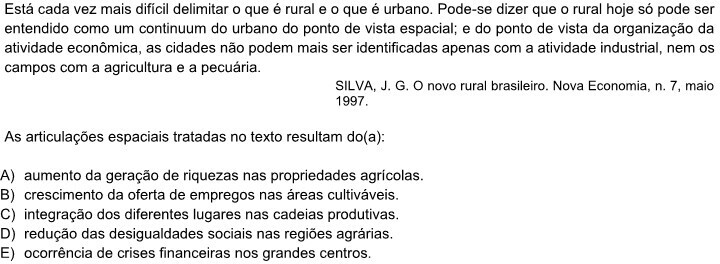 Está cada vez mais difícil delimitar o que é rural e o que é urbano. Pode-se dizer que o rural hoje só pode ser
entendido como um continuum do urbano do ponto de vista espacial; e do ponto de vista da organização da
atividade econômica, as cidades não podem mais ser identificadas apenas com a atividade industrial, nem os
campos com a agricultura e a pecuária.
SILVA, J. G. O novo rural brasileiro. Nova Economia, n. 7, maio
1997.
As articulações espaciais tratadas no texto resultam do(a):
A) aumento da geração de riquezas nas propriedades agrícolas.
B) crescimento da oferta de empregos nas áreas cultiváveis.
C) integração dos diferentes lugares nas cadeias produtivas.
D) redução das desigualdades sociais nas regiões agrárias.
E) ocorrência de crises financeiras nos grandes centros.